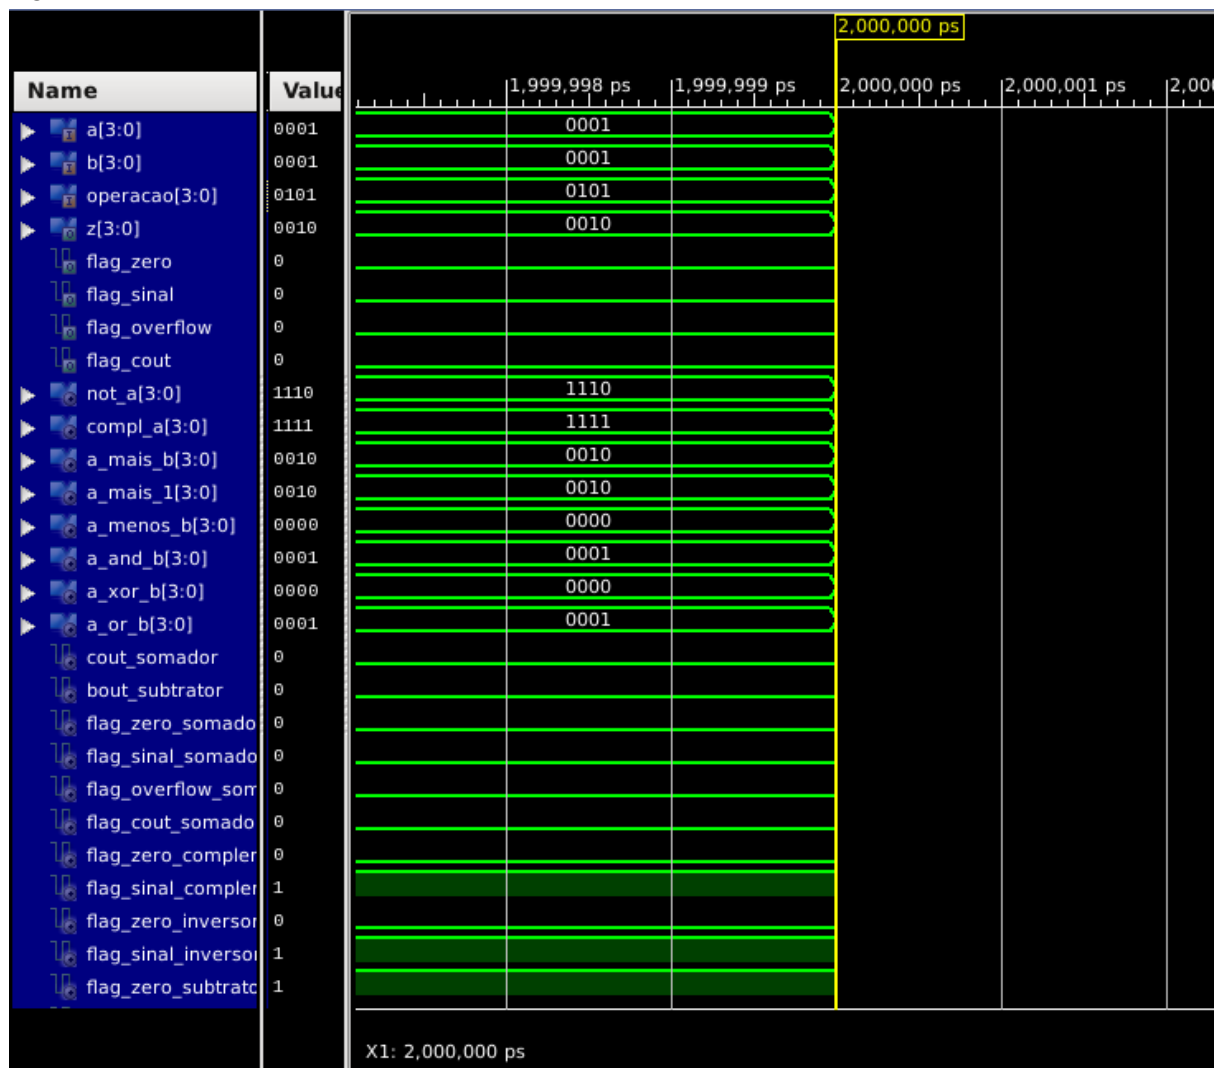 2,000,000 ps
Name Value 1,999,998 ps 1,999,999 ps 2,000,000 ps 2,000,001 ps 2,00
a[3:0] 0001 0001
b[3:0] 0001 0001
operacao[3:0] 0101 0101
z[3:0] 0010 0010
flag_zero 0
flag_sinal 0
flag_overflow 0
flag_cout 0
not_a[3:0] 1110 1110
compl_a[3:0] 1111 1111
a_mais_b[3:0] 0010 0010
a_mais_1[3:0] 0010 0010
a_menos_b[3:0] 0000 0000
a_and_b[3:0] 0001 0001
a_xor_b[3:0] 0000 0000
a_or_b[3:0] 0001 0001
cout_somador 0
bout_subtrator 0
flag_zero_somado 0
flag_sinal_somado 0
flag_overflow_som 0
flag_cout_somado 0
flag_zero_compler 0
flag_sinal_compler 1
flag_zero_inversor 0
flag_sinal_inversor 1
flag_zero_subtratc 1
X1: 2,000,000 ps